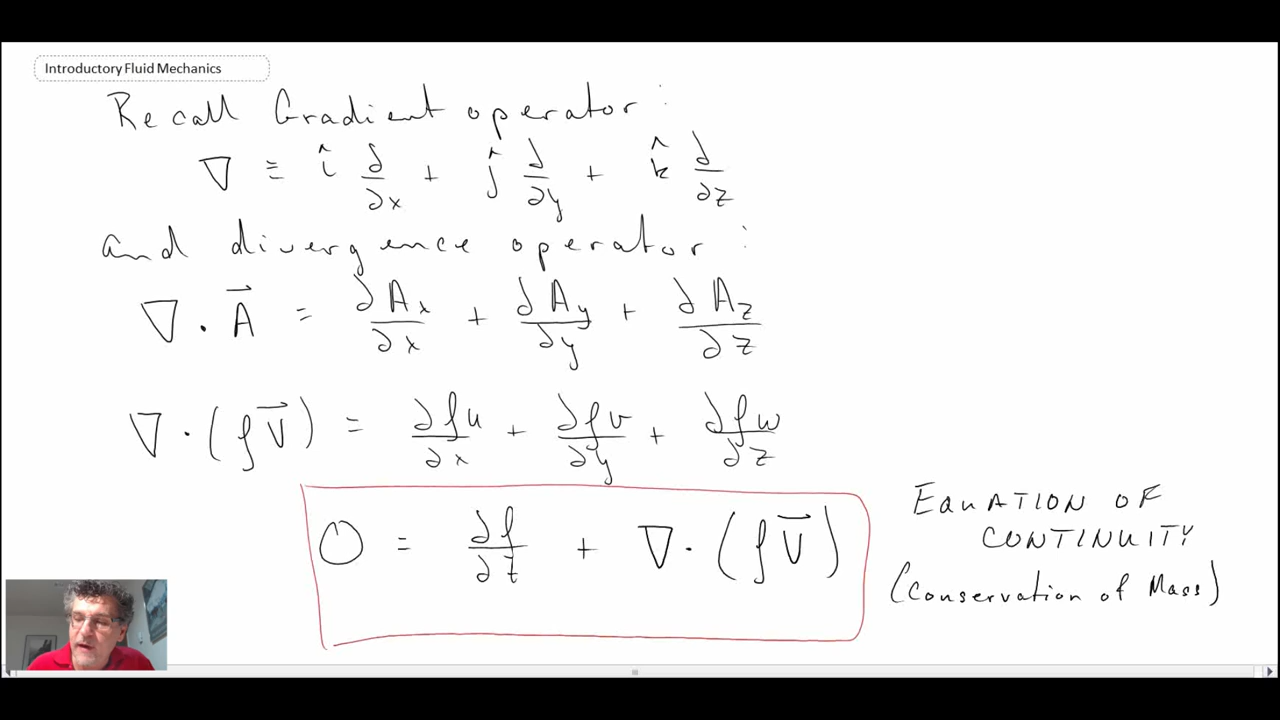 Introductory Fluid Mechanics
Recall Gradient operator:
∇ ≡ î ∂/∂x + ĵ ∂/∂y + k̂ ∂/∂z
and divergence operator:
∇ · A⃗ = ∂Ax/∂x + ∂Ay/∂y + ∂Az/∂z
∇ · (ρV⃗) = ∂ρu/∂x + ∂ρv/∂y + ∂ρw/∂z
0 = ∂ρ/∂t + ∇ · (ρV⃗)
EQUATION OF
CONTINUITY
(Conservation of Mass)